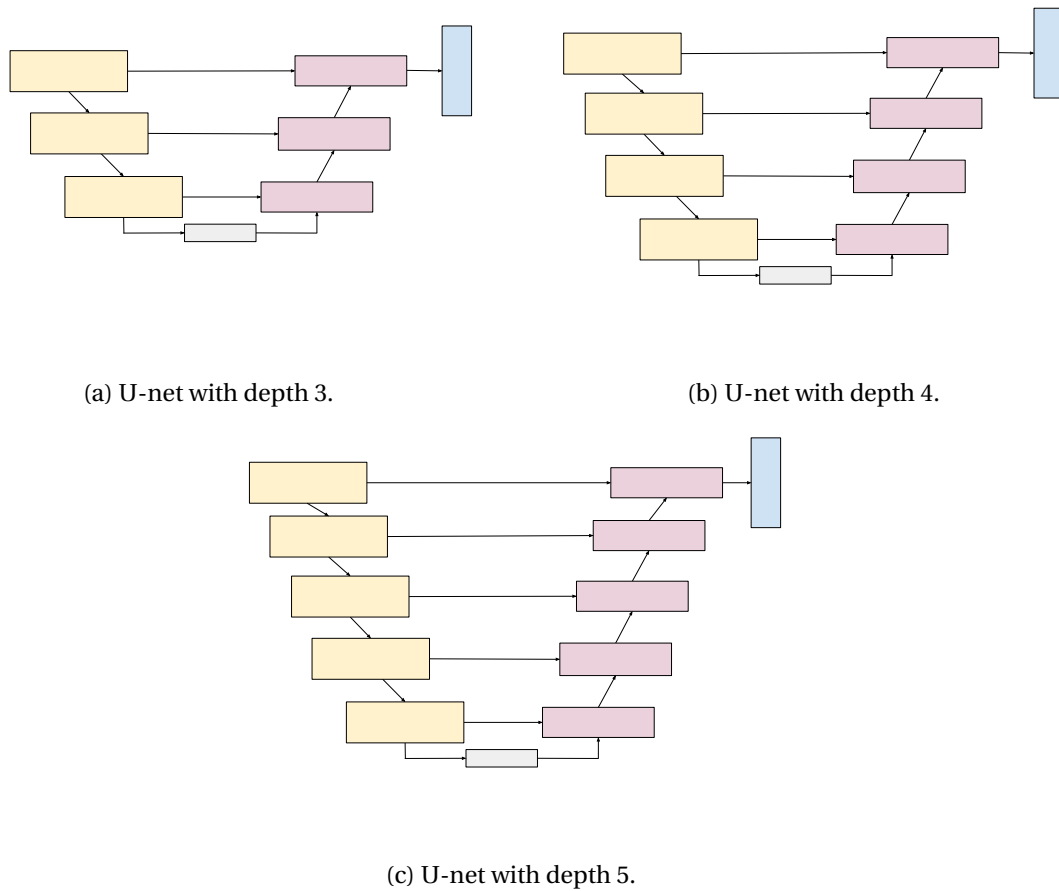 (a) U-net with depth 3.
(b) U-net with depth 4.
(c) U-net with depth 5.